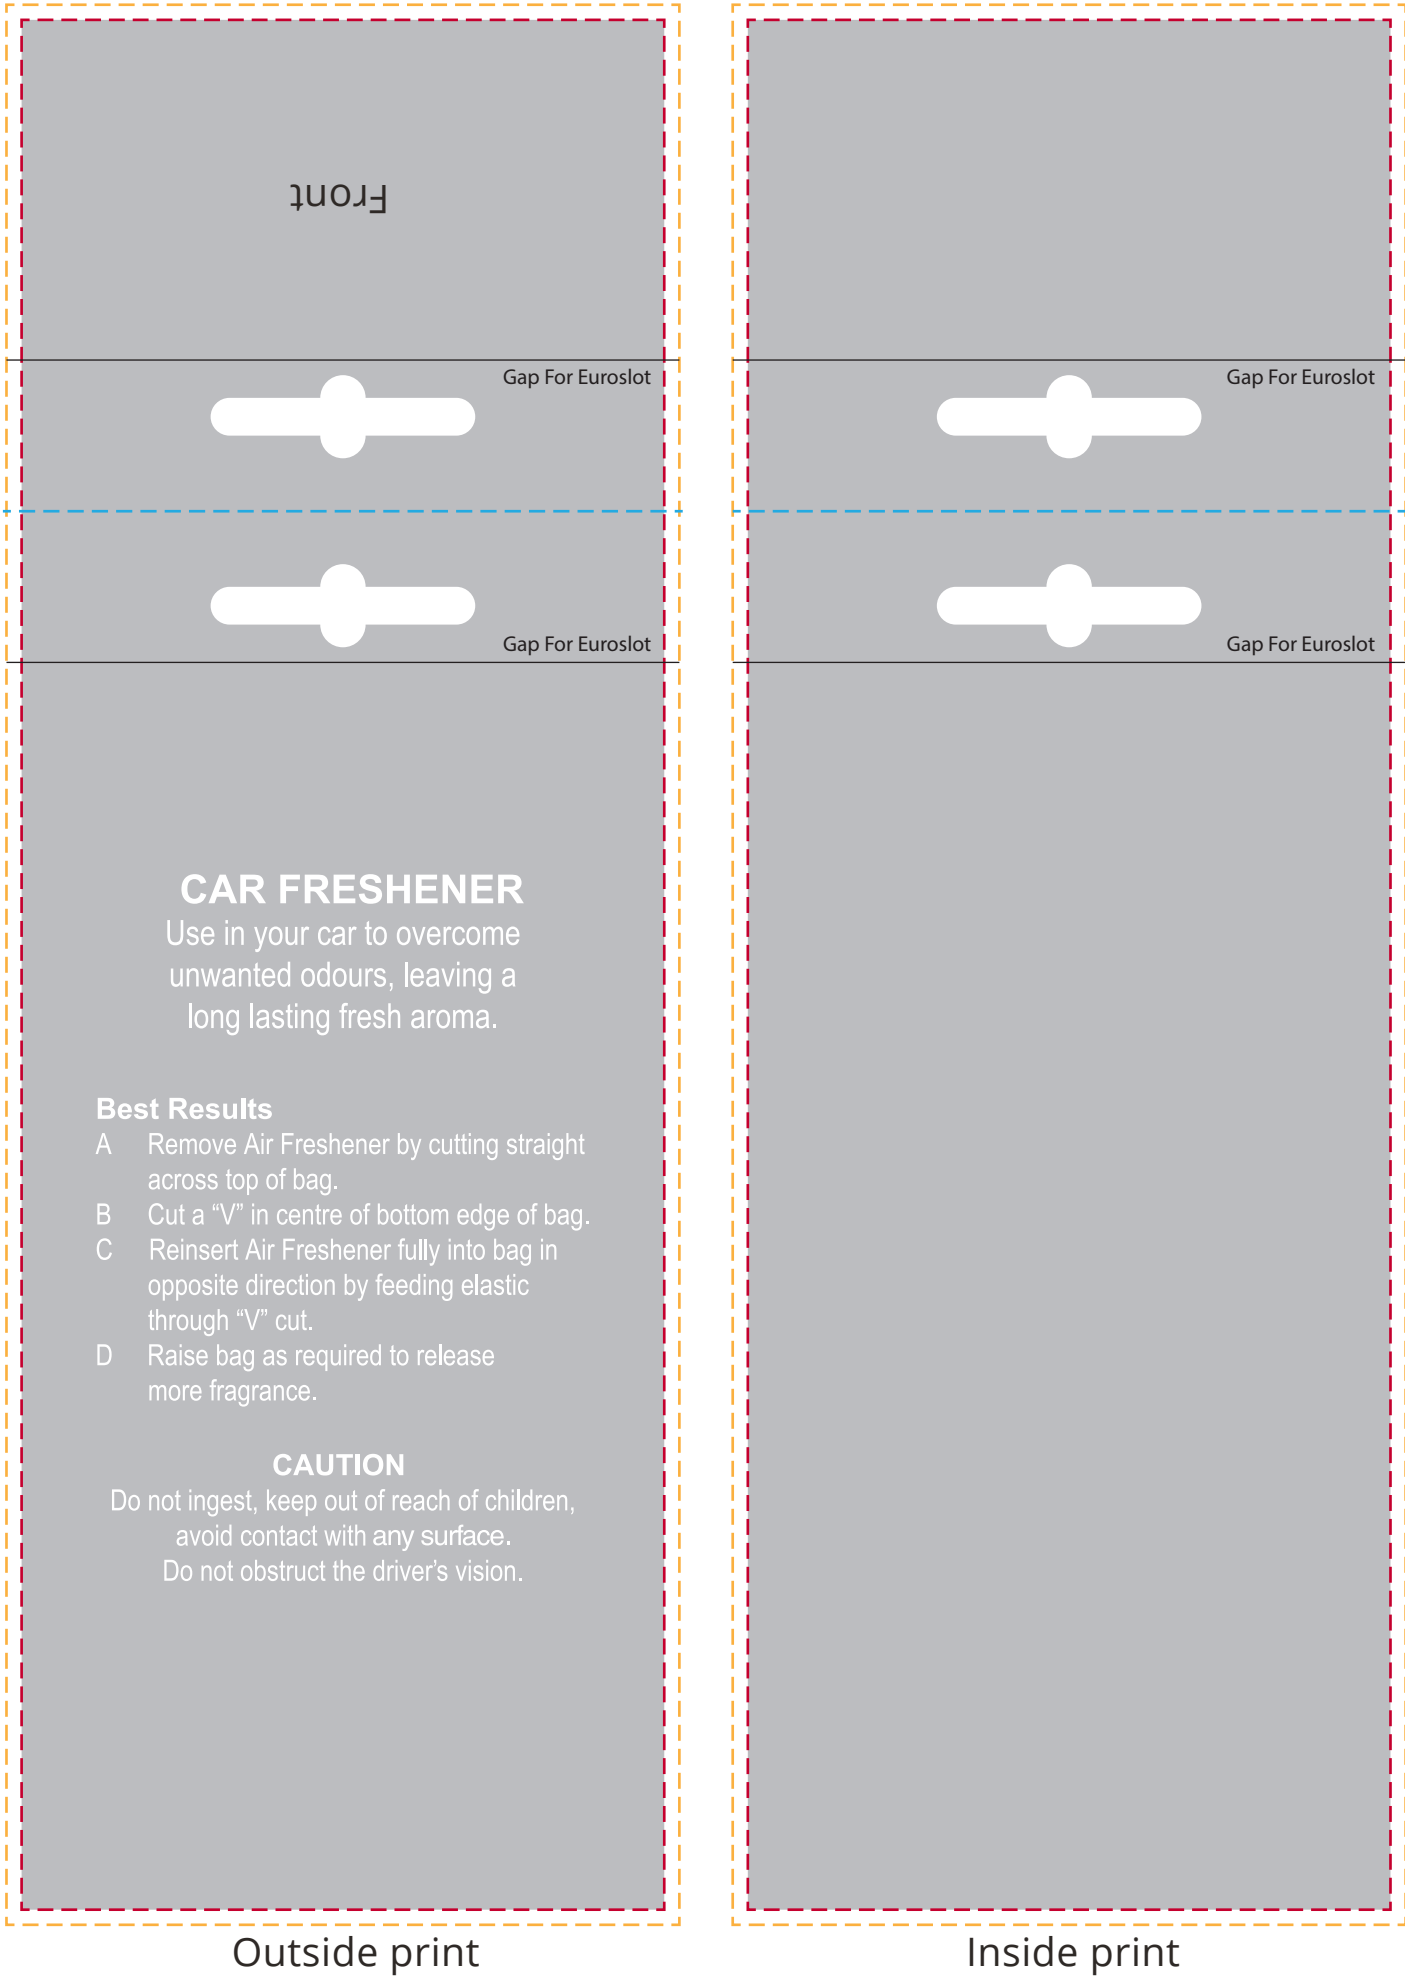 Front
Gap For Euroslot
Gap For Euroslot
Gap For Euroslot
Gap For Euroslot
CAR FRESHENER
Use in your car to overcome
unwanted odours, leaving a
long lasting fresh aroma.
Best Results
A Remove Air Freshener by cutting straight
across top of bag.
B Cut a “V” in centre of bottom edge of bag.
C Reinsert Air Freshener fully into bag in
opposite direction by feeding elastic
through “V” cut.
D Raise bag as required to release
more fragrance.
CAUTION
Do not ingest, keep out of reach of children,
avoid contact with any surface.
Do not obstruct the driver’s vision.
Outside print
Inside print